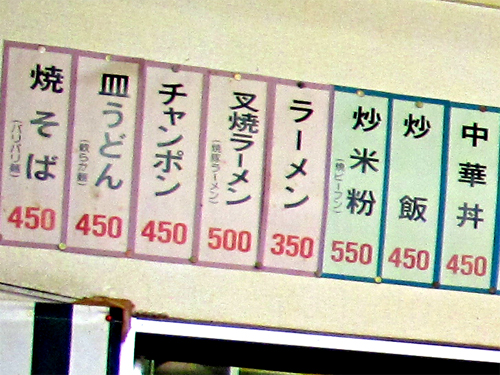 焼そば
(パリパリ麺)
450
皿うどん
(軟らか麺)
450
チャンポン
450
叉焼ラーメン
(焼豚ラーメン)
500
ラーメン
350
炒米粉
(焼ビーフン)
550
炒飯
450
中華丼
450